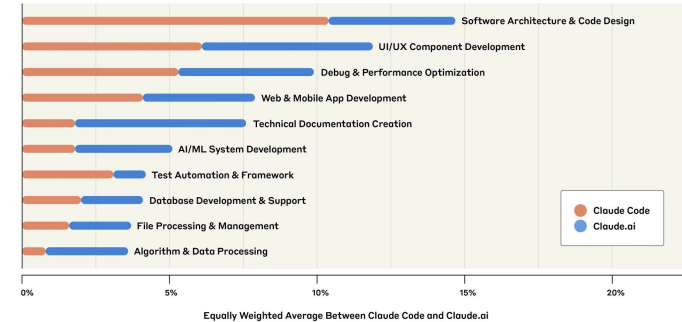 Software Architecture & Code Design
UI/UX Component Development
Debug & Performance Optimization
Web & Mobile App Development
Technical Documentation Creation
AI/ML System Development
Test Automation & Framework
Database Development & Support
File Processing & Management
Algorithm & Data Processing
Claude Code
Claude.ai
0% 5% 10% 15% 20%
Equally Weighted Average Between Claude Code and Claude.ai